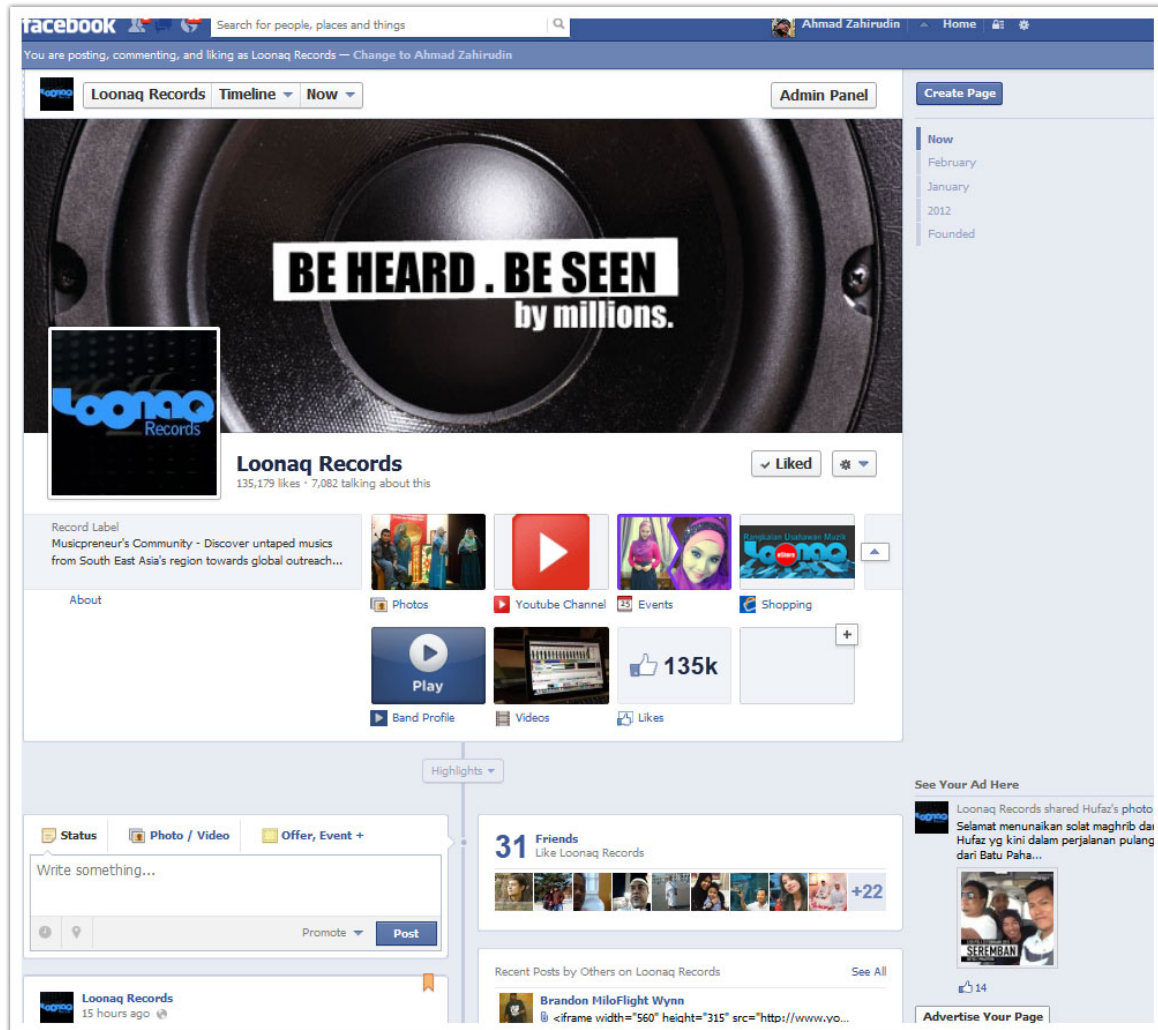 facebook
Search for people, places and things
Ahmad Zahirudin
Home
You are posting, commenting, and liking as Loonaq Records — Change to Ahmad Zahirudin
Loonaq Records
Timeline
Now
Admin Panel
Create Page
Now
February
January
2012
Founded
BE HEARD . BE SEEN
by millions.
Loonaq
Records
Loonaq Records
135,179 likes · 7,082 talking about this
Liked
Record Label
Musicpreneur's Community - Discover untaped musics
from South East Asia's region towards global outreach...
About
Rangkaian Usahawan Muzik
Loonaq
eStore
Photos
Youtube Channel
25 Events
Shopping
Play
135k
Band Profile
Videos
Likes
Highlights
Status
Photo / Video
Offer, Event +
Write something...
Promote
Post
31 Friends
Like Loonaq Records
+22
Recent Posts by Others on Loonaq Records
See All
Brandon MiloFlight Wynn
<iframe width="560" height="315" src="http://www.yo...
Loonaq Records
15 hours ago
See Your Ad Here
Loonaq Records shared Hufaz's photo
Selamat menunaikan solat maghrib dan
Hufaz yg kini dalam perjalanan pulang
dari Batu Paha...
SEREMBAN
14
Advertise Your Page